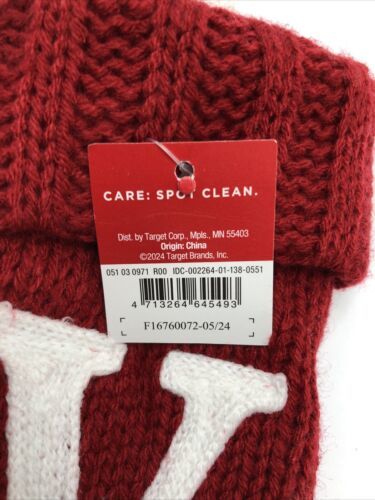 CARE: SPOT CLEAN.
Dist. by Target Corp., Mpls., MN 55403
Origin: China
©2024 Target Brands, Inc.
051 03 0971 R00 IDC-002264-01-138-0551
4 713264 645493
F16760072-05/24